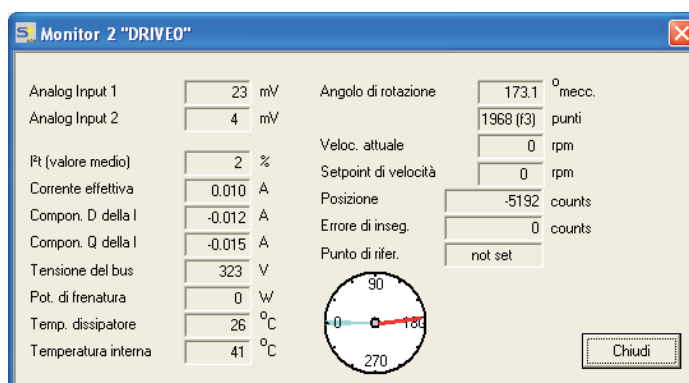 Monitor 2 "DRIVE0"
Analog Input 1 23 mV
Analog Input 2 4 mV
I²t (valore medio) 2 %
Corrente effettiva 0.010 A
Compon. D della I -0.012 A
Compon. Q della I -0.015 A
Tensione del bus 323 V
Pot. di frenatura 0 W
Temp. dissipatore 26 °C
Temperatura interna 41 °C
Angolo di rotazione 173.1 °mecc.
1968 (f3) punti
Veloc. attuale 0 rpm
Setpoint di velocità 0 rpm
Posizione -5192 counts
Errore di inseg. 0 counts
Punto di rifer. not set
90
0 180
270
Chiudi